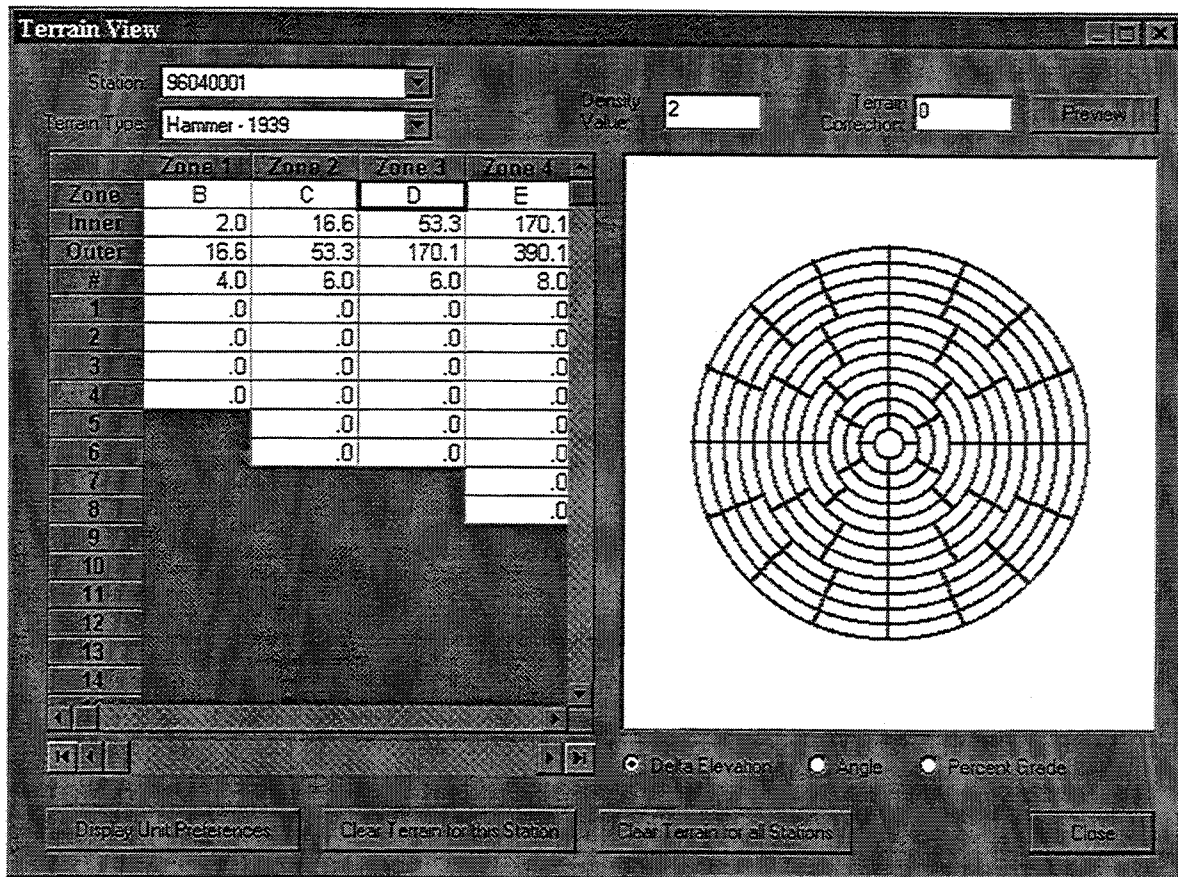 Terrain View
Station: 96040001
Terrain Type: Hammer - 1939
Density Value: 2
Terrain Correction: 0
Preview
Zone 1 Zone 2 Zone 3 Zone 4
Zone B C D E
Inner 2.0 16.6 53.3 170.1
Outer 16.6 53.3 170.1 390.1
# 4.0 6.0 6.0 8.0
1 .0 .0 .0 .0
2 .0 .0 .0 .0
3 .0 .0 .0 .0
4 .0 .0 .0 .0
5 .0 .0 .0
6 .0 .0 .0
7 .0
8 .0
9
10
11
12
13
14
Delta Elevation Angle Percent Grade
Display Unit Preferences Clear Terrain for this Station Clear Terrain for all Stations Close